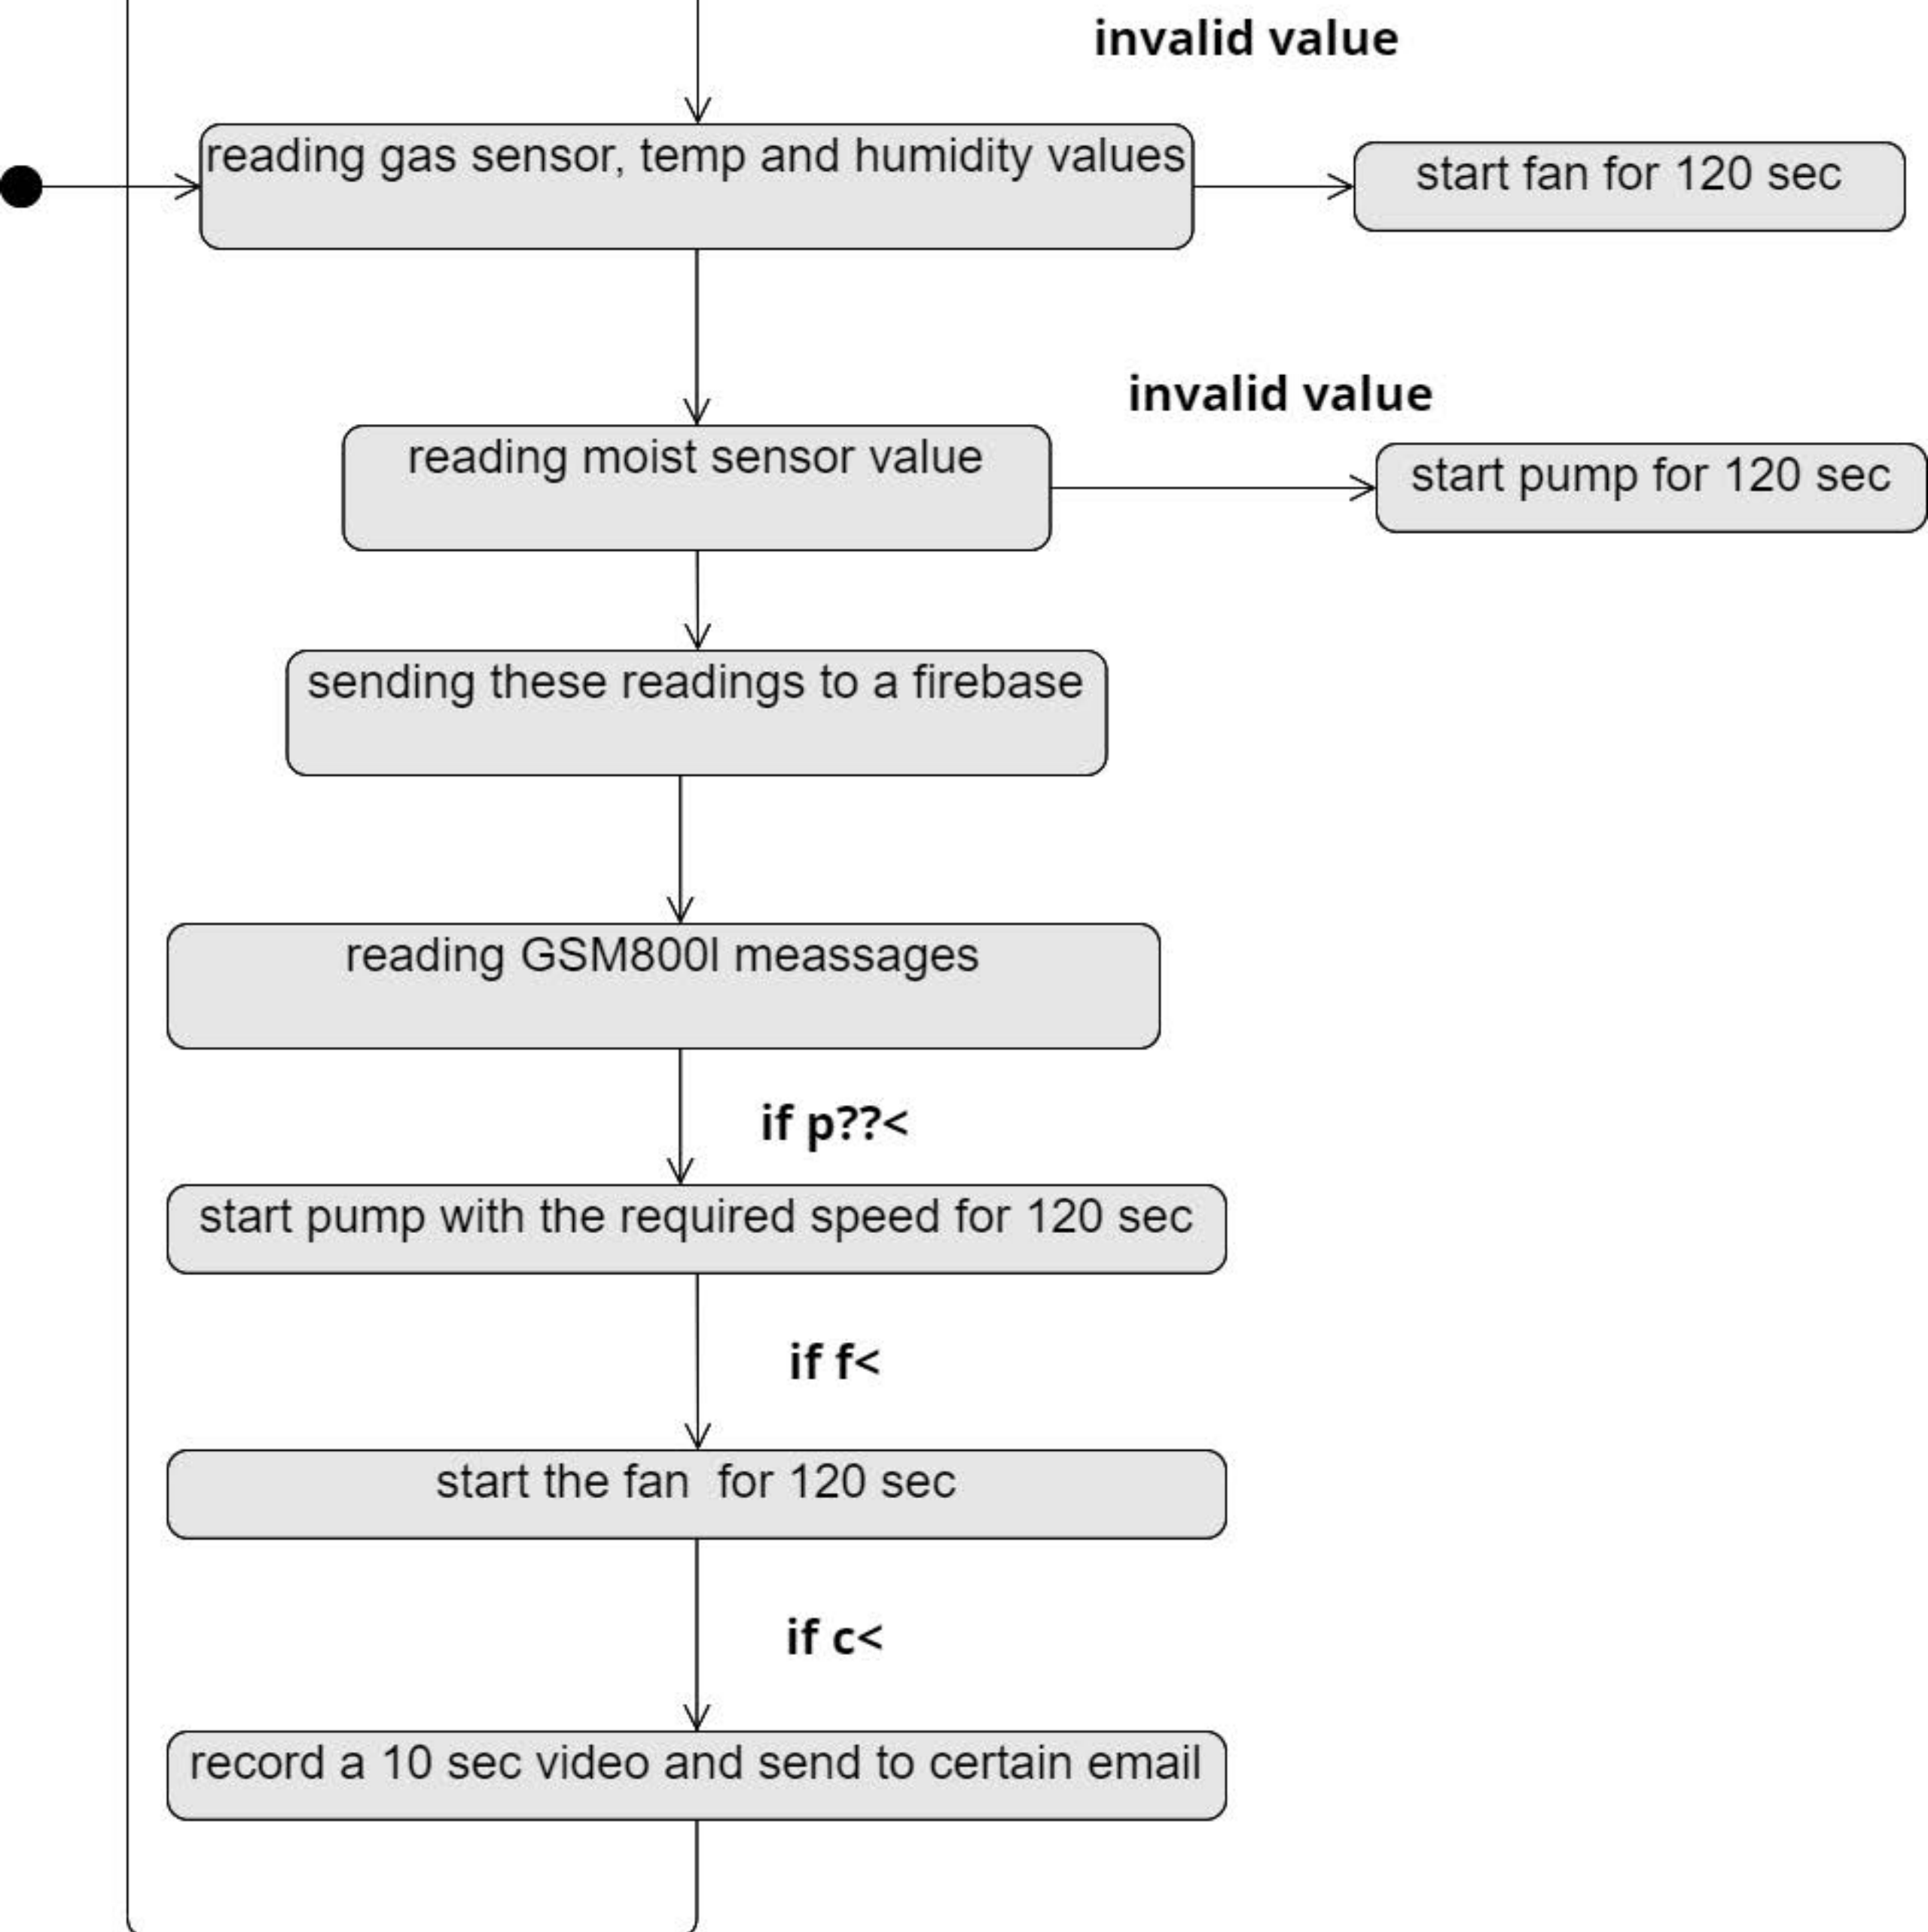 invalid value
reading gas sensor, temp and humidity values
start fan for 120 sec
invalid value
reading moist sensor value
start pump for 120 sec
sending these readings to a firebase
reading GSM800l meassages
if p??<
start pump with the required speed for 120 sec
if f<
start the fan  for 120 sec
if c<
record a 10 sec video and send to certain email